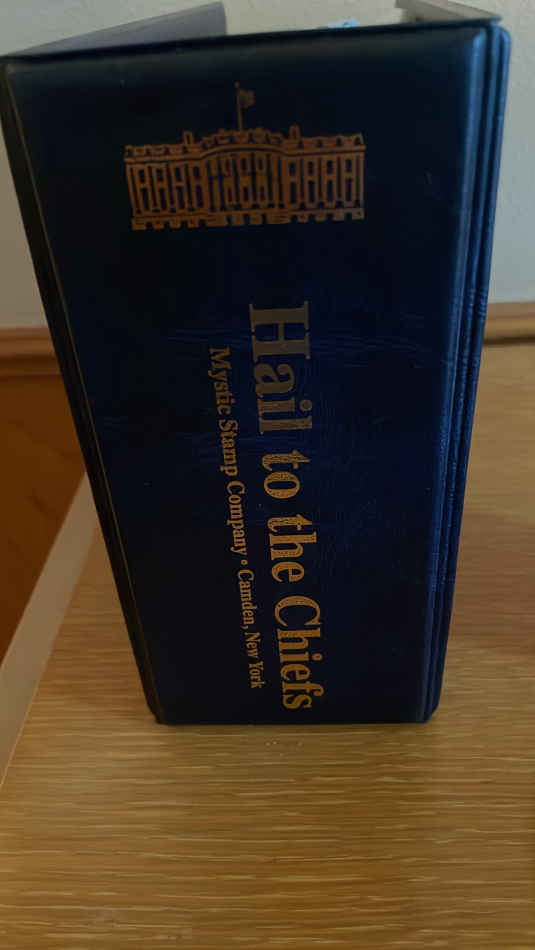 Hail to the Chiefs
Mystic Stamp Company • Camden, New York